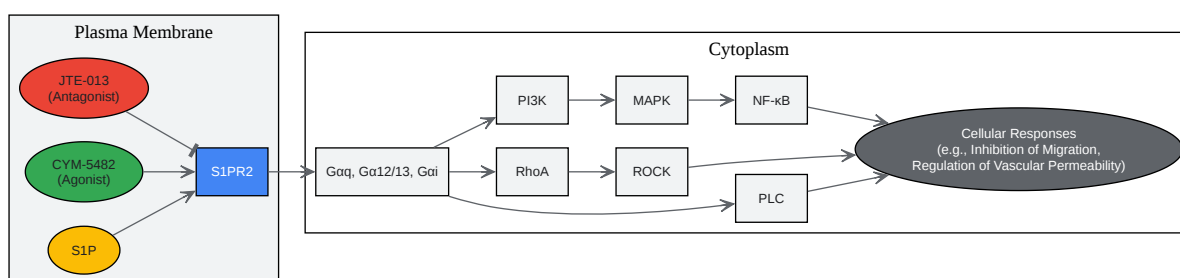 Plasma Membrane
JTE-013
(Antagonist)
CYM-5482
(Agonist)
S1P
S1PR2
Cytoplasm
Gαq, Gα12/13, Gαi
PI3K
MAPK
NF-κB
RhoA
ROCK
PLC
Cellular Responses
(e.g., Inhibition of Migration,
Regulation of Vascular Permeability)